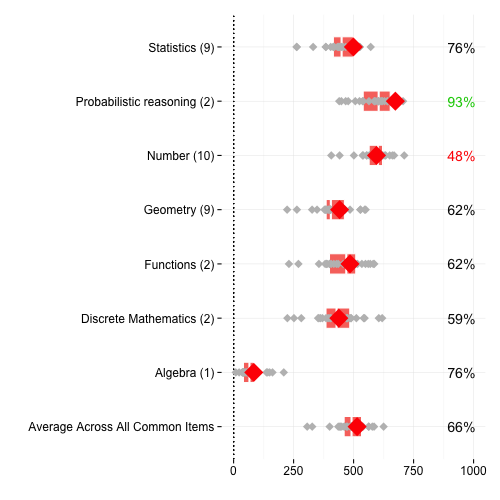 Statistics (9) 76%
Probabilistic reasoning (2) 93%
Number (10) 48%
Geometry (9) 62%
Functions (2) 62%
Discrete Mathematics (2) 59%
Algebra (1) 76%
Average Across All Common Items 66%
0 250 500 750 1000